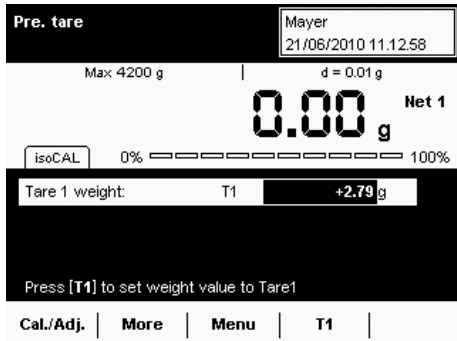 Pre. tare
Mayer
21/06/2010 11.12.58
Max 4200 g | d = 0.01 g
0.00 g Net 1
isoCAL 0% 100%
Tare 1 weight: T1 +2.79 g
Press [T1] to set weight value to Tare1
Cal./Adj. | More | Menu | T1 |